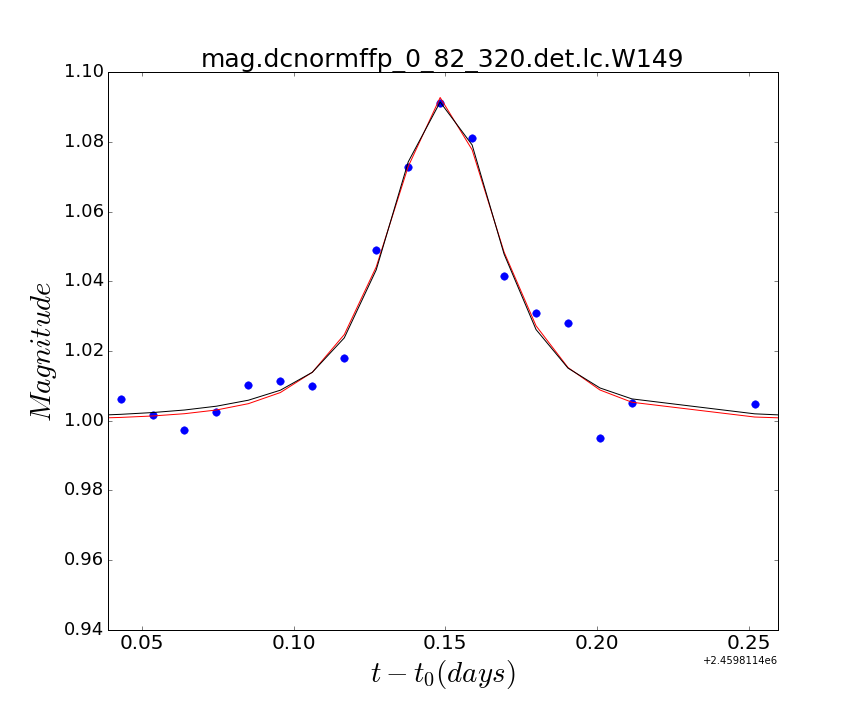 mag.dcnormffp_0_82_320.det.lc.W149
1.10
1.08
1.06
1.04
1.02
1.00
0.98
0.96
0.94
Magnitude
0.05 0.10 0.15 0.20 0.25
+2.4598114e6
t − t₀(days)